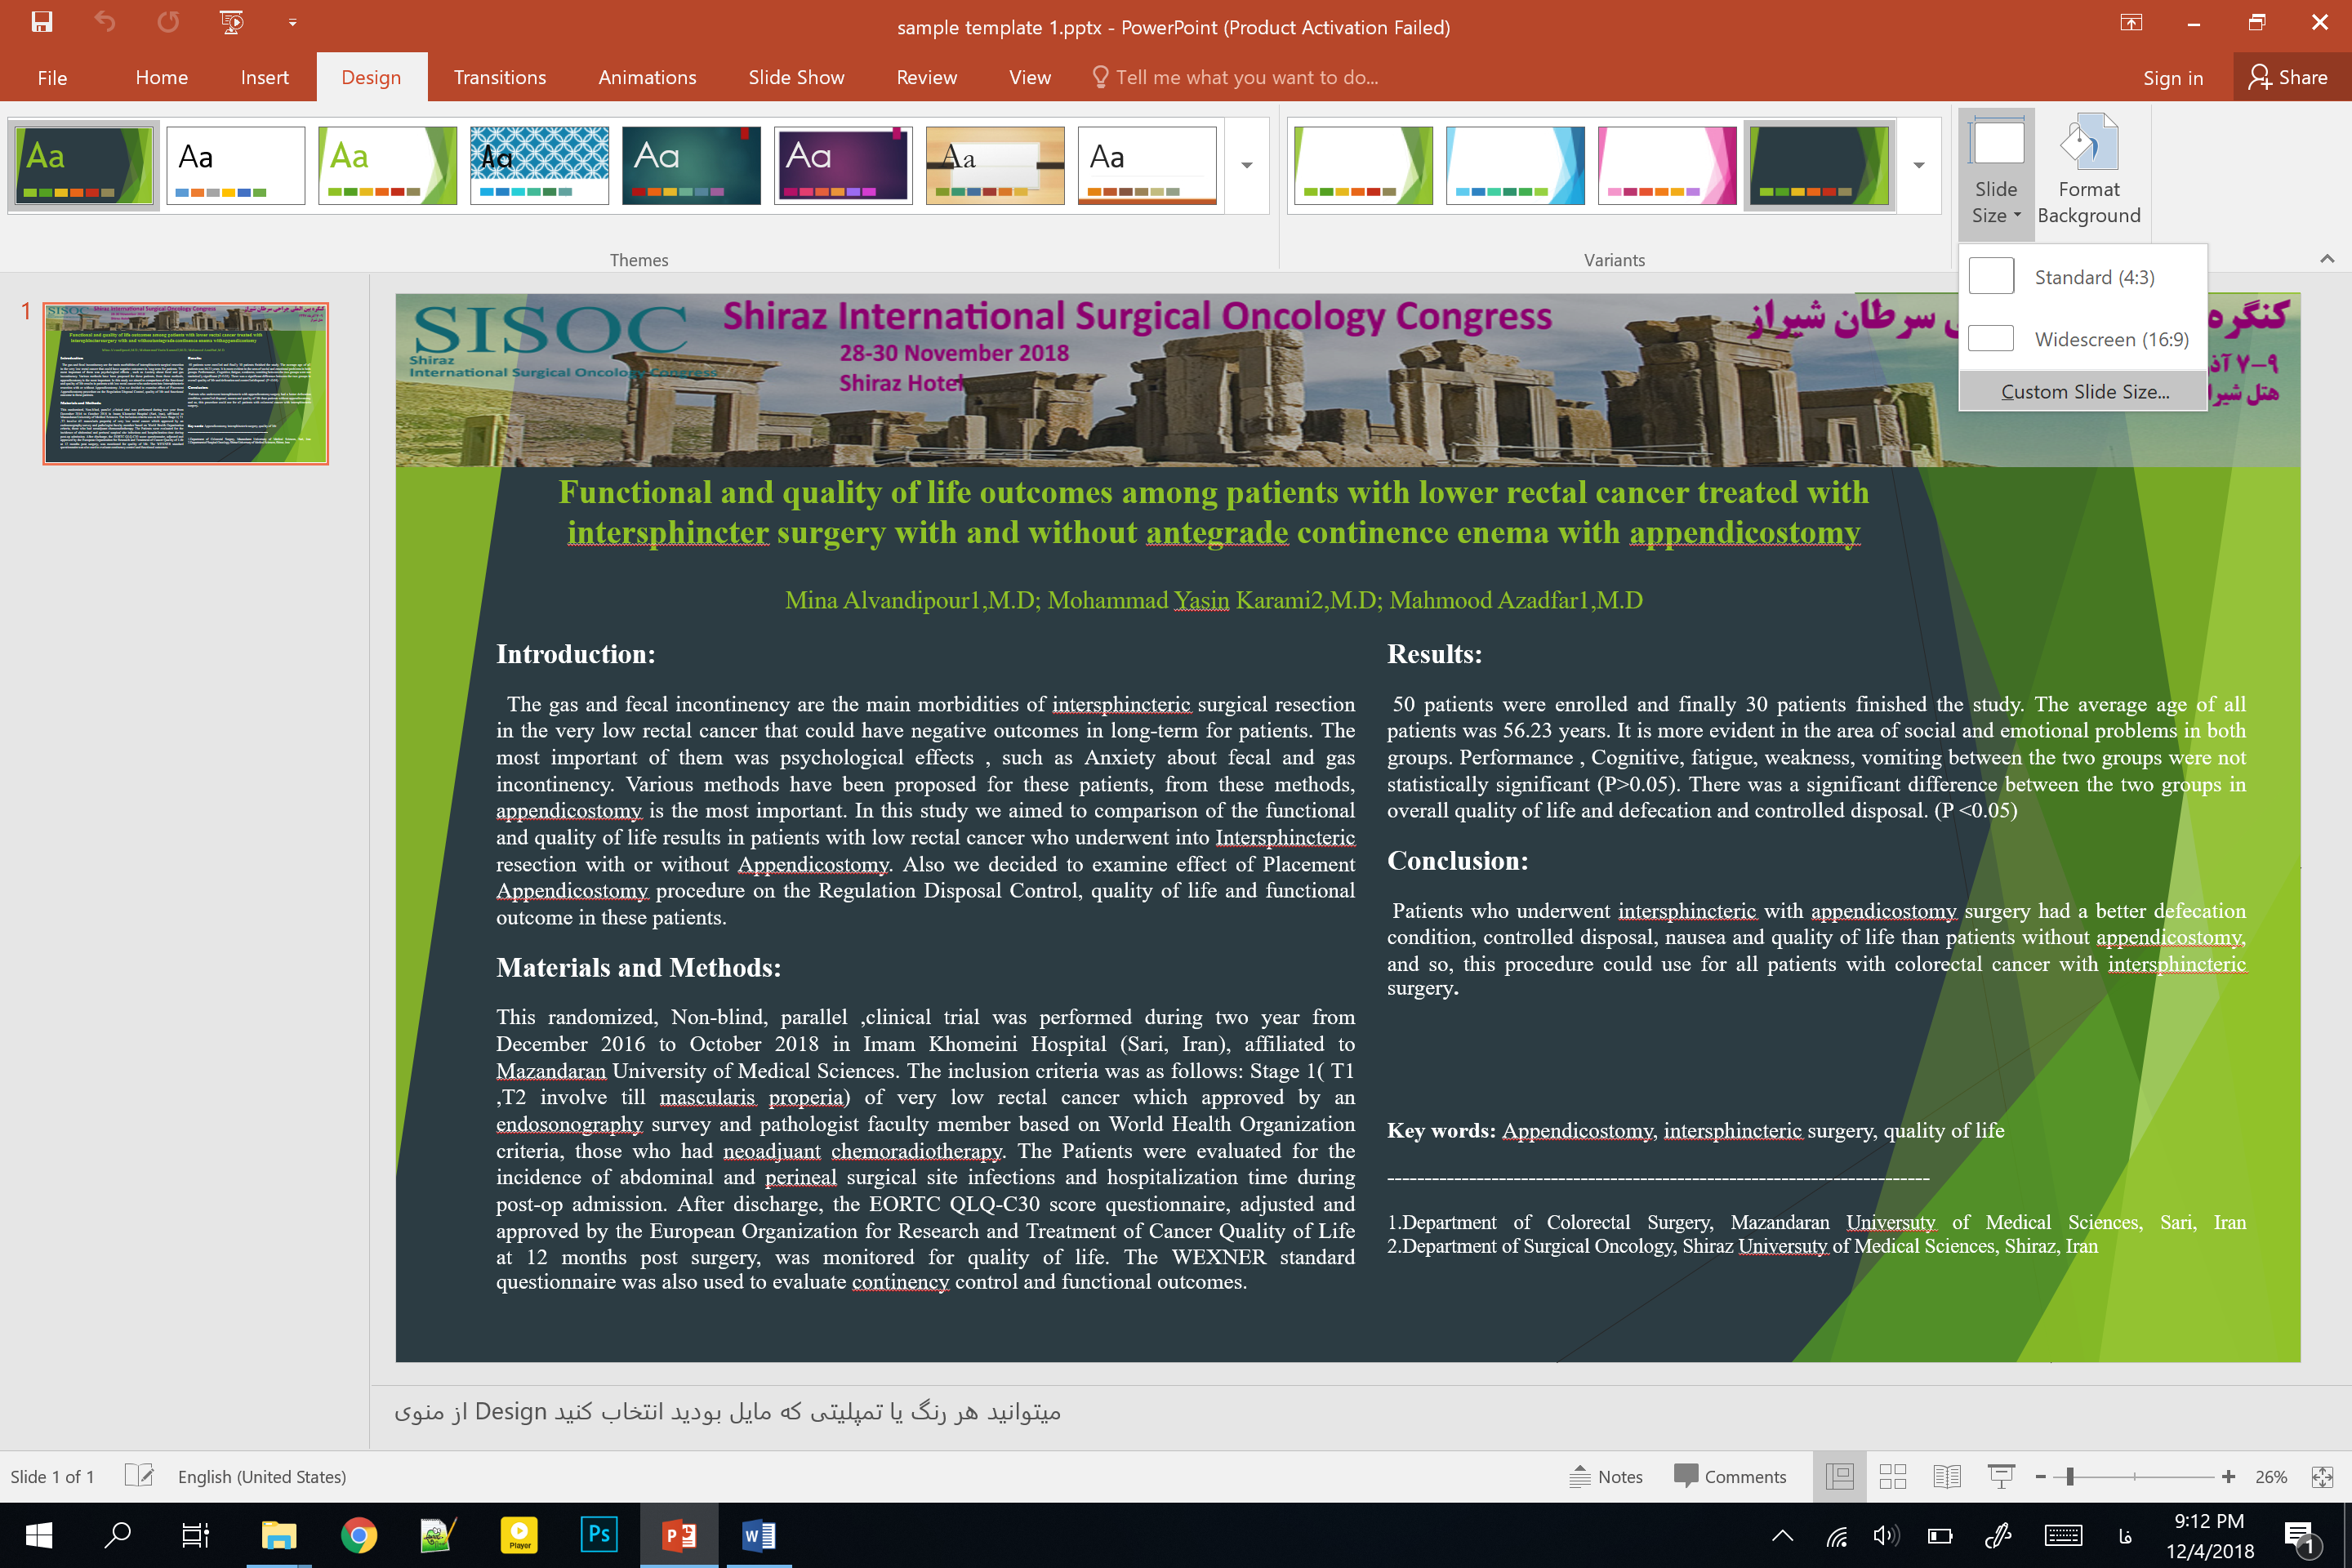 sample template 1.pptx - PowerPoint (Product Activation Failed)
File
Home
Insert
Design
Transitions
Animations
Slide Show
Review
View
Tell me what you want to do...
Sign in
Share
Aa
Aa
Aa
Aa
Aa
Aa
Aa
Aa
Themes
Variants
Slide
Size
Format
Background
Standard (4:3)
Widescreen (16:9)
Custom Slide Size...
1
SISOC
Shiraz
International Surgical Oncology Congress
Shiraz International Surgical Oncology Congress
28-30 November 2018
Shiraz Hotel
کنگره
سرطان شیراز
۷-۹ آذ
هتل شیرا
Functional and quality of life outcomes among patients with lower rectal cancer treated with
intersphincter surgery with and without antegrade continence enema with appendicostomy
Mina Alvandipour1,M.D; Mohammad Yasin Karami2,M.D; Mahmood Azadfar1,M.D
Introduction:
The gas and fecal incontinency are the main morbidities of intersphincteric surgical resection
in the very low rectal cancer that could have negative outcomes in long-term for patients. The
most important of them was psychological effects , such as Anxiety about fecal and gas
incontinency. Various methods have been proposed for these patients, from these methods,
appendicostomy is the most important. In this study we aimed to comparison of the functional
and quality of life results in patients with low rectal cancer who underwent into Intersphincteric
resection with or without Appendicostomy. Also we decided to examine effect of Placement
Appendicostomy procedure on the Regulation Disposal Control, quality of life and functional
outcome in these patients.
Materials and Methods:
This randomized, Non-blind, parallel ,clinical trial was performed during two year from
December 2016 to October 2018 in Imam Khomeini Hospital (Sari, Iran), affiliated to
Mazandaran University of Medical Sciences. The inclusion criteria was as follows: Stage 1( T1
,T2 involve till mascularis properia) of very low rectal cancer which approved by an
endosonography survey and pathologist faculty member based on World Health Organization
criteria, those who had neoadjuant chemoradiotherapy. The Patients were evaluated for the
incidence of abdominal and perineal surgical site infections and hospitalization time during
post-op admission. After discharge, the EORTC QLQ-C30 score questionnaire, adjusted and
approved by the European Organization for Research and Treatment of Cancer Quality of Life
at 12 months post surgery, was monitored for quality of life. The WEXNER standard
questionnaire was also used to evaluate continency control and functional outcomes.
Results:
50 patients were enrolled and finally 30 patients finished the study. The average age of all
patients was 56.23 years. It is more evident in the area of social and emotional problems in both
groups. Performance , Cognitive, fatigue, weakness, vomiting between the two groups were not
statistically significant (P>0.05). There was a significant difference between the two groups in
overall quality of life and defecation and controlled disposal. (P <0.05)
Conclusion:
Patients who underwent intersphincteric with appendicostomy surgery had a better defecation
condition, controlled disposal, nausea and quality of life than patients without appendicostomy,
and so, this procedure could use for all patients with colorectal cancer with intersphincteric
surgery.
Key words: Appendicostomy, intersphincteric surgery, quality of life
--------------------------------------------------------------------------
1.Department of Colorectal Surgery, Mazandaran Universuty of Medical Sciences, Sari, Iran
2.Department of Surgical Oncology, Shiraz Universuty of Medical Sciences, Shiraz, Iran
از منوی Design میتوانید هر رنگ یا تمپلیتی که مایل بودید انتخاب کنید
Slide 1 of 1
English (United States)
Notes
Comments
26%
Player
Ps
فا
9:12 PM
12/4/2018
1